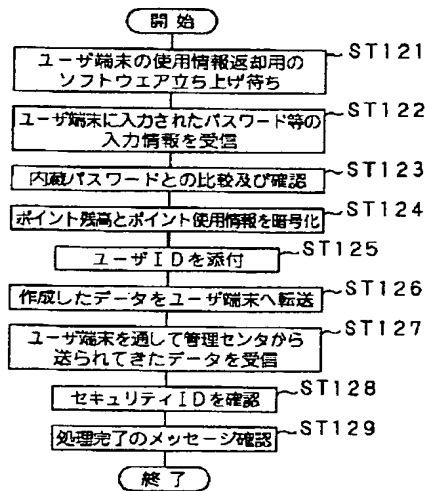 開始
ユーザ端末の使用情報返却用の
ソフトウェア立ち上げ待ち
ST121
ユーザ端末に入力されたパスワード等の
入力情報を受信
ST122
内蔵パスワードとの比較及び確認
ST123
ポイント残高とポイント使用情報を暗号化
ST124
ユーザIDを添付
ST125
作成したデータをユーザ端末へ転送
ST126
ユーザ端末を通して管理センタから
送られてきたデータを受信
ST127
セキュリティIDを確認
ST128
処理完了のメッセージ確認
ST129
終了